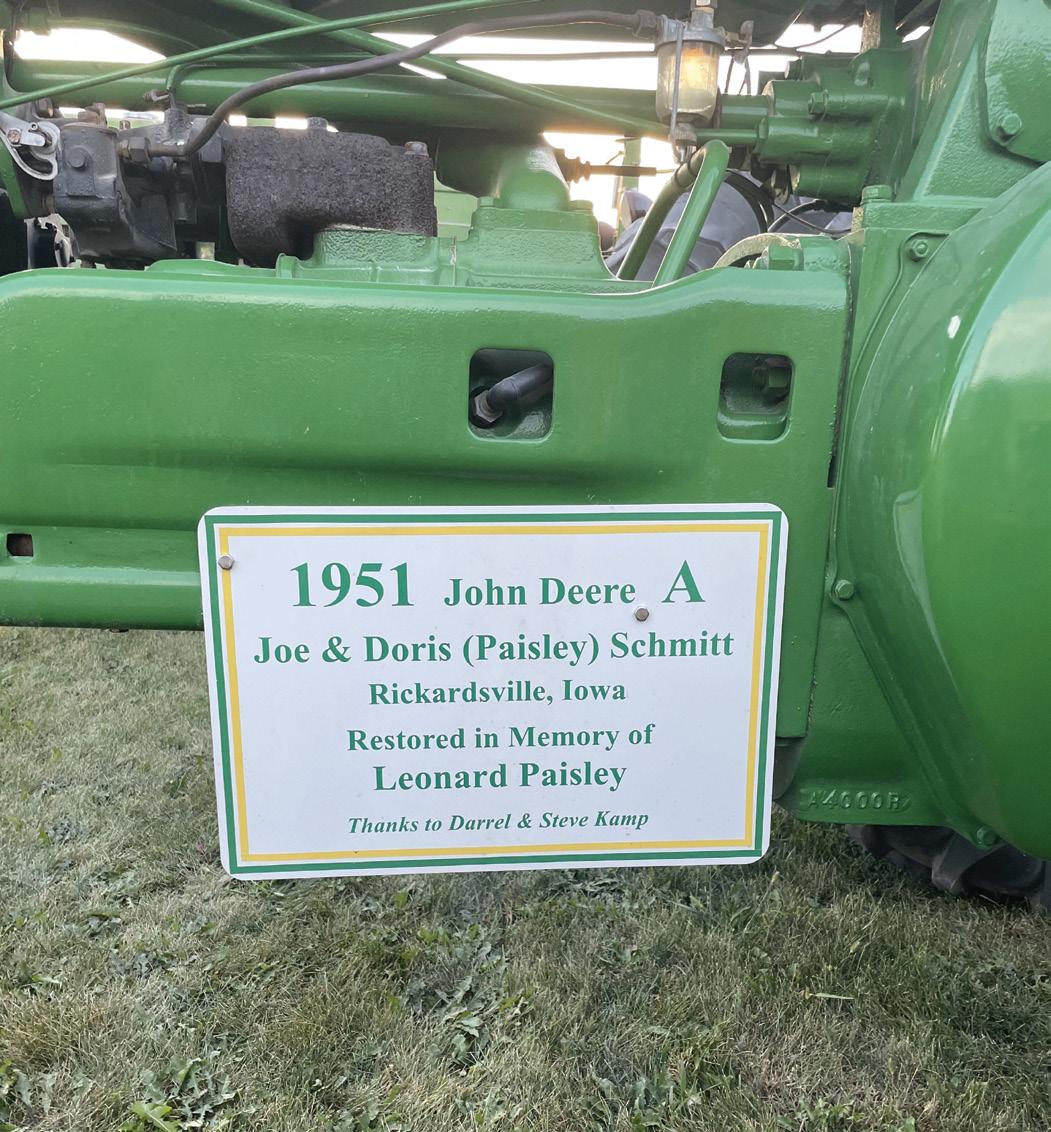 1951 John Deere A
Joe & Doris (Paisley) Schmitt
Rickardsville, Iowa
Restored in Memory of
Leonard Paisley
Thanks to Darrel & Steve Kamp
A4000R